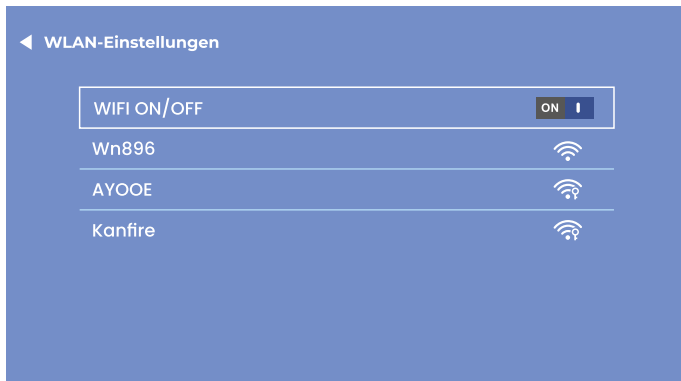 WLAN-Einstellungen
WIFI ON/OFF ON
Wn896
AYOOE
Kanfire